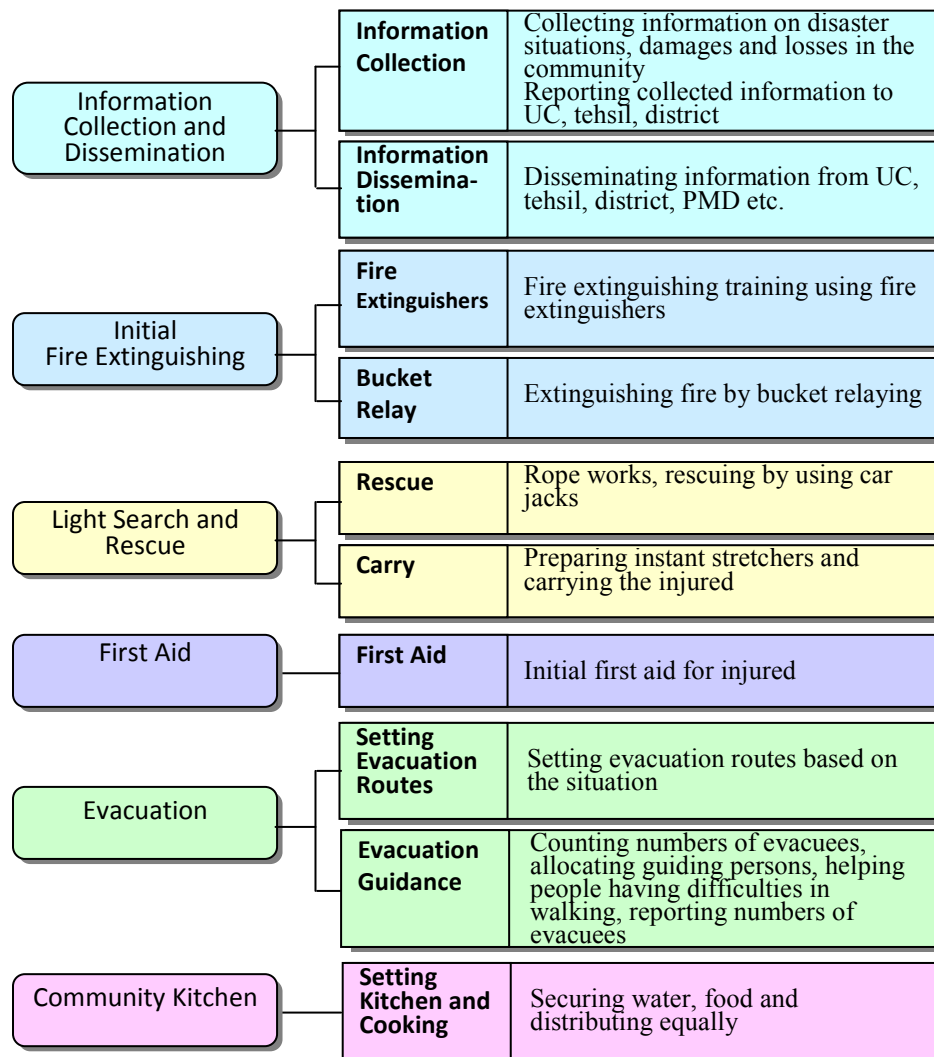 Information
Collection and
Dissemination
Information
Collection
Collecting information on disaster
situations, damages and losses in the
community
Reporting collected information to
UC, tehsil, district
Information
Dissemina-
tion
Disseminating information from UC,
tehsil, district, PMD etc.
Initial
Fire Extinguishing
Fire
Extinguishers
Fire extinguishing training using fire
extinguishers
Bucket
Relay
Extinguishing fire by bucket relaying
Light Search and
Rescue
Rescue
Rope works, rescuing by using car
jacks
Carry
Preparing instant stretchers and
carrying the injured
First Aid
First Aid
Initial first aid for injured
Evacuation
Setting
Evacuation
Routes
Setting evacuation routes based on
the situation
Evacuation
Guidance
Counting numbers of evacuees,
allocating guiding persons, helping
people having difficulties in
walking, reporting numbers of
evacuees
Community Kitchen
Setting
Kitchen and
Cooking
Securing water, food and
distributing equally